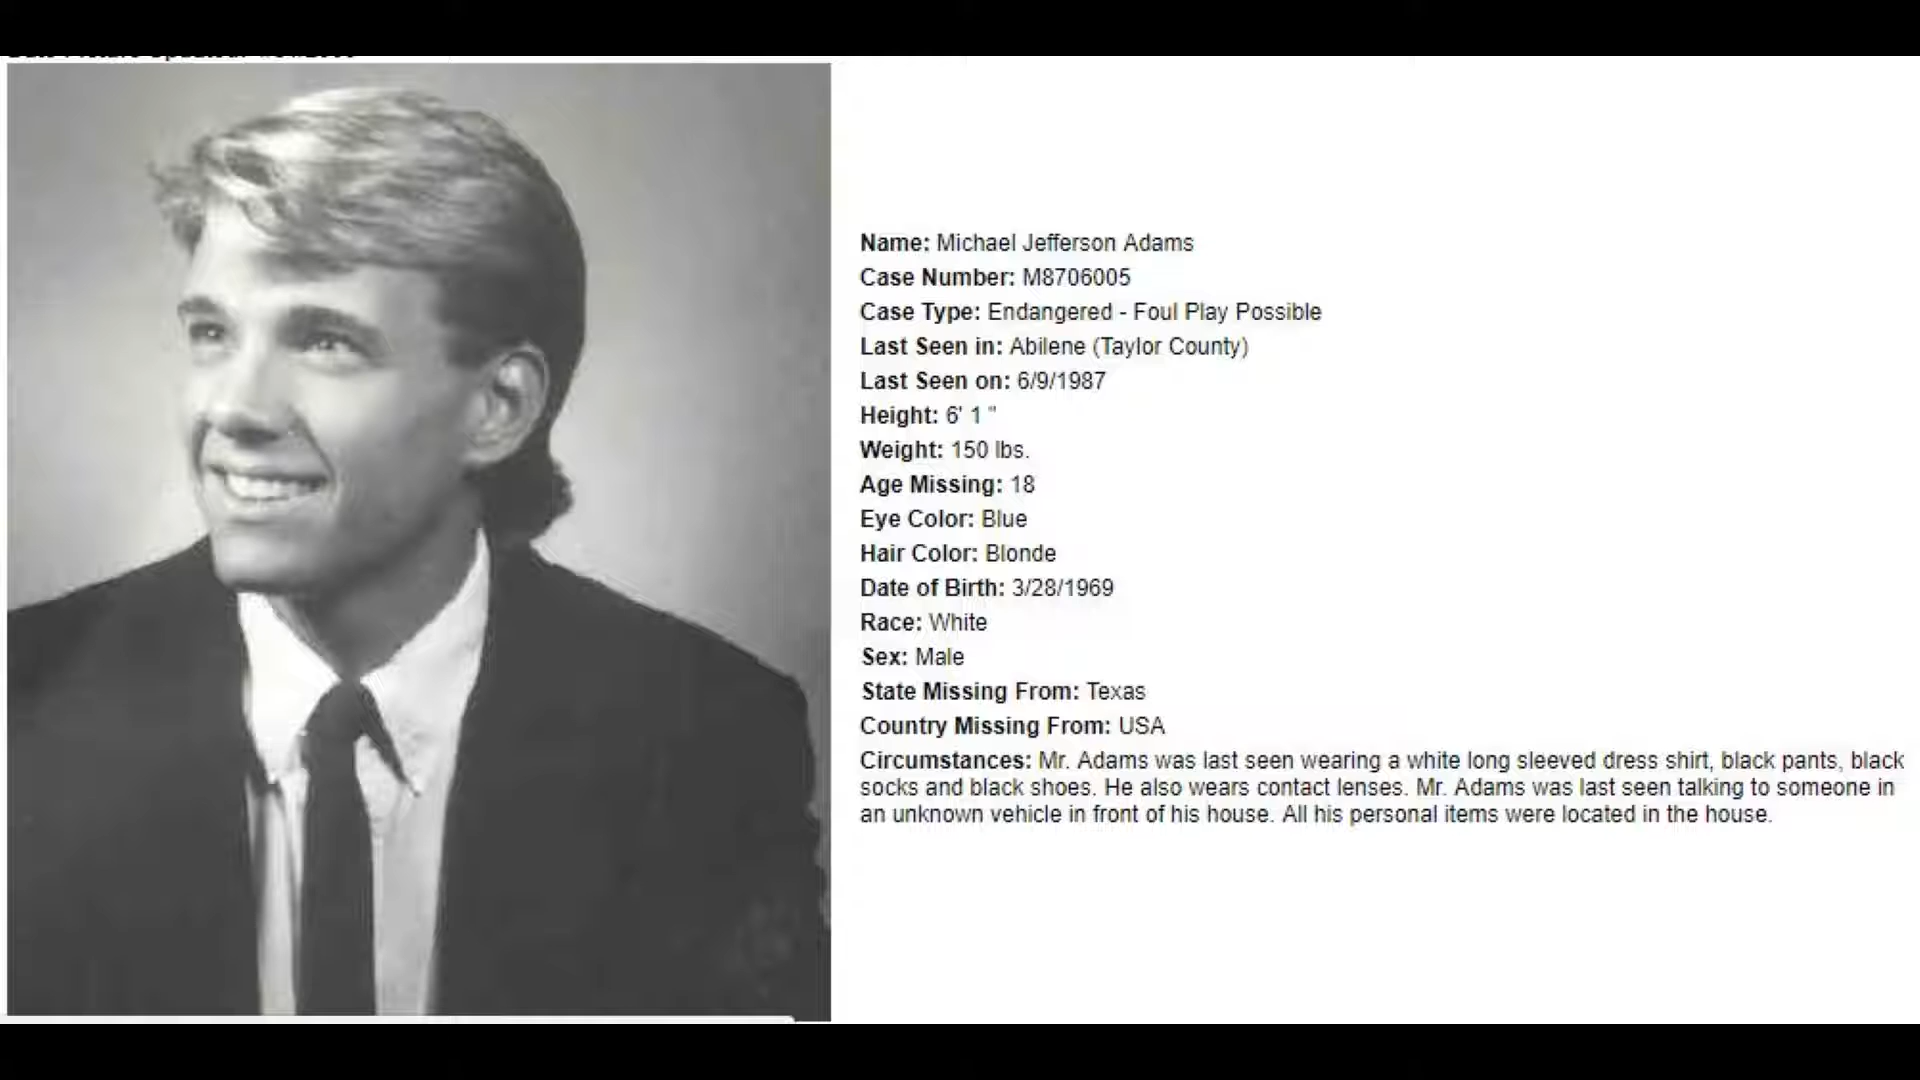 Name: Michael Jefferson Adams
Case Number: M8706005
Case Type: Endangered - Foul Play Possible
Last Seen in: Abilene (Taylor County)
Last Seen on: 6/9/1987
Height: 6' 1 "
Weight: 150 lbs.
Age Missing: 18
Eye Color: Blue
Hair Color: Blonde
Date of Birth: 3/28/1969
Race: White
Sex: Male
State Missing From: Texas
Country Missing From: USA
Circumstances: Mr. Adams was last seen wearing a white long sleeved dress shirt, black pants, black
socks and black shoes. He also wears contact lenses. Mr. Adams was last seen talking to someone in
an unknown vehicle in front of his house. All his personal items were located in the house.